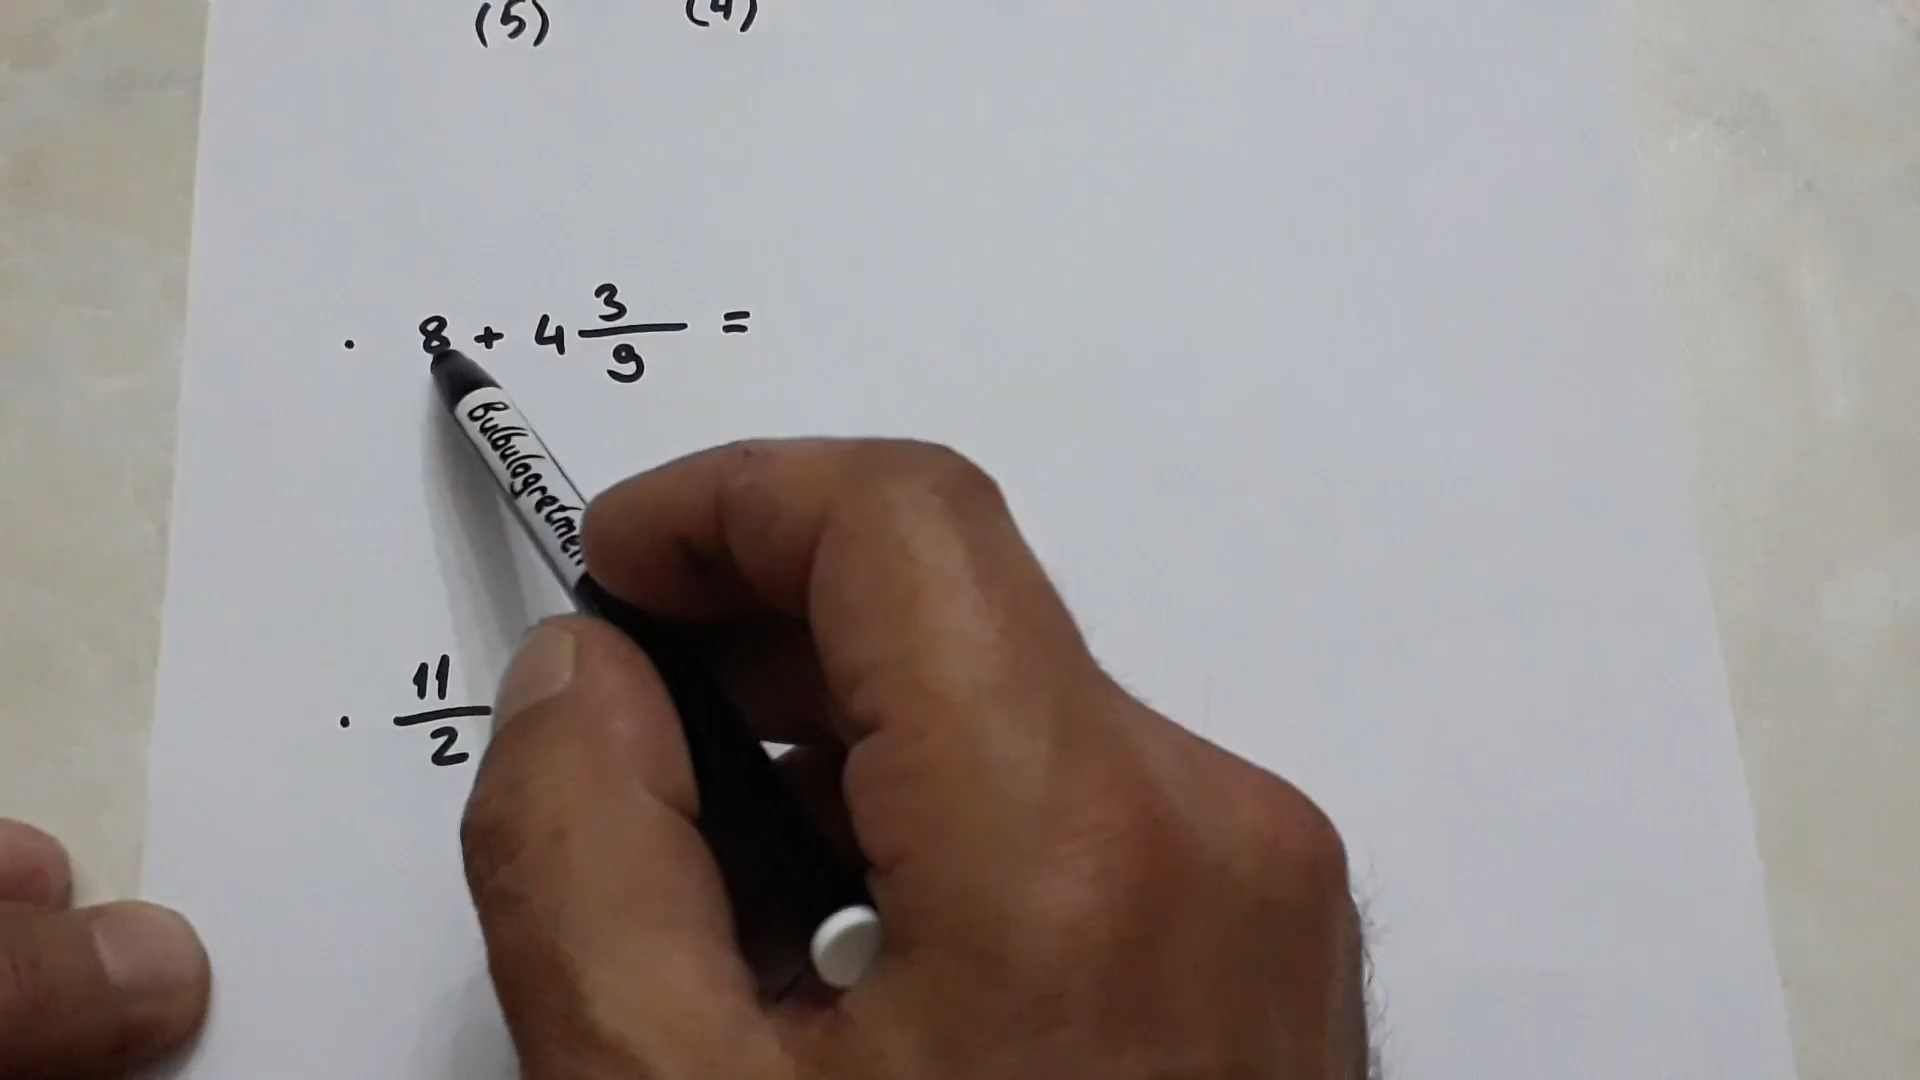 (5) (4)
. 8 + 4 3/9 =
Bulbulogretmen
. 11/2